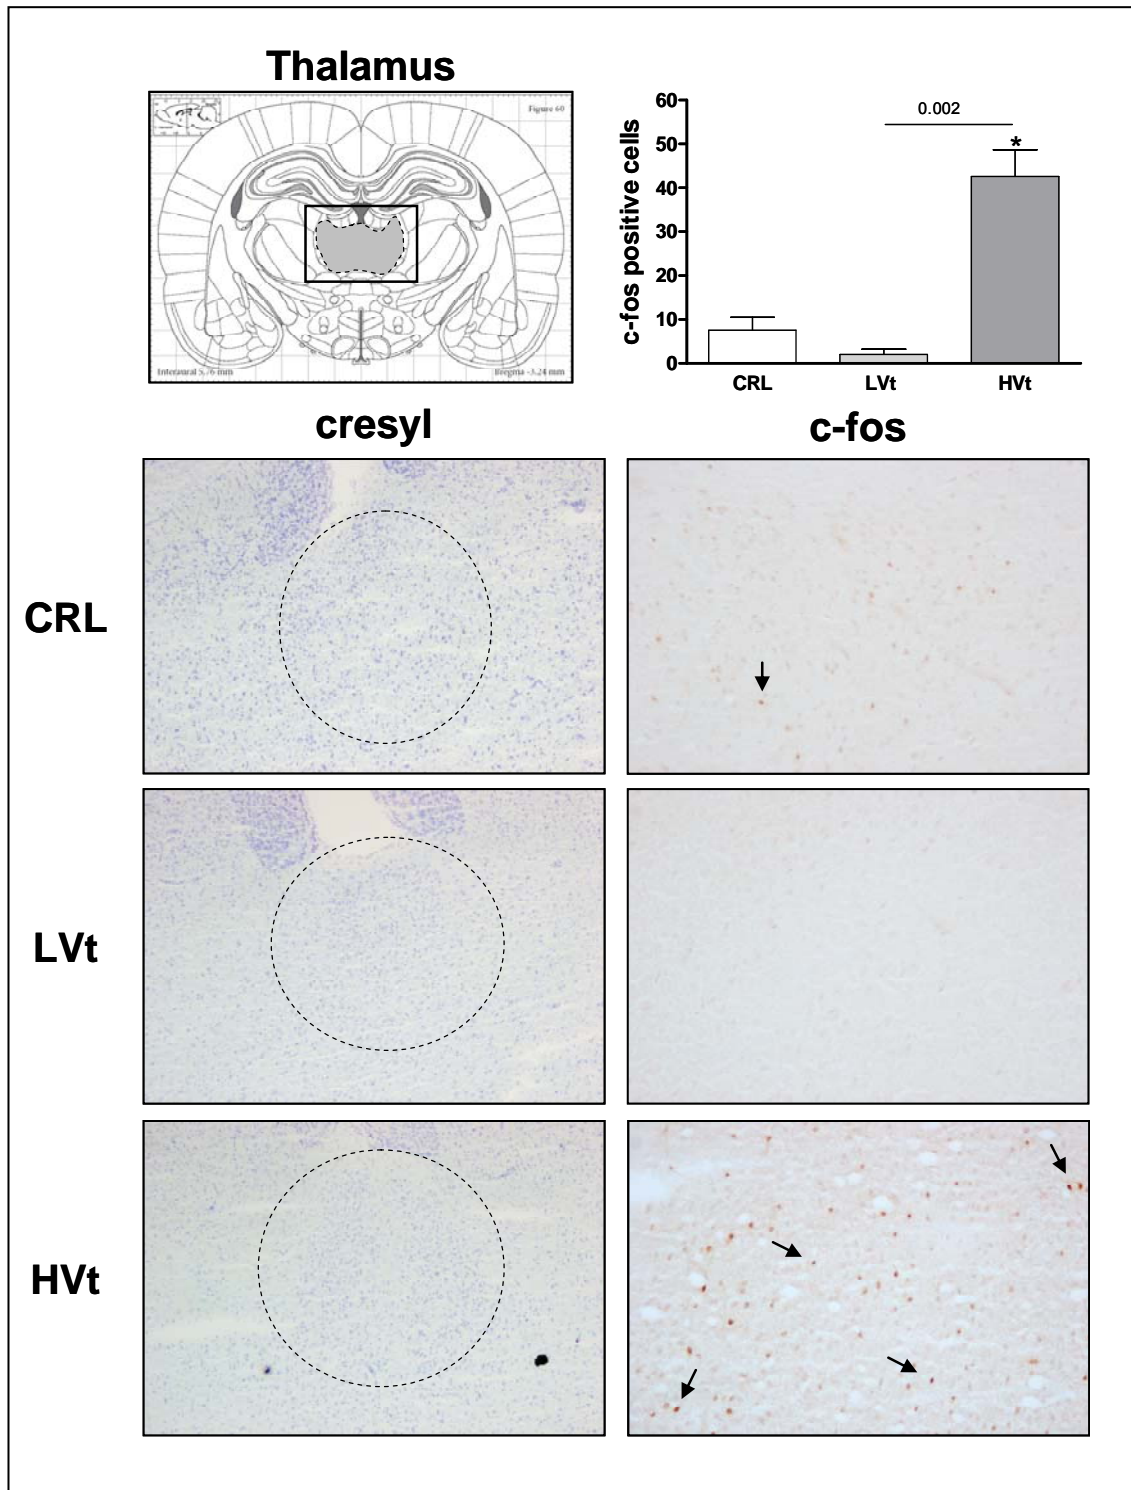 Thalamus
Figure 60
Interaural 5.76 mm
Bregma -3.24 mm
c-fos positive cells
60
50
40
30
20
10
0
0.002
*
CRL
LVt
HVt
cresyl
c-fos
CRL
LVt
HVt